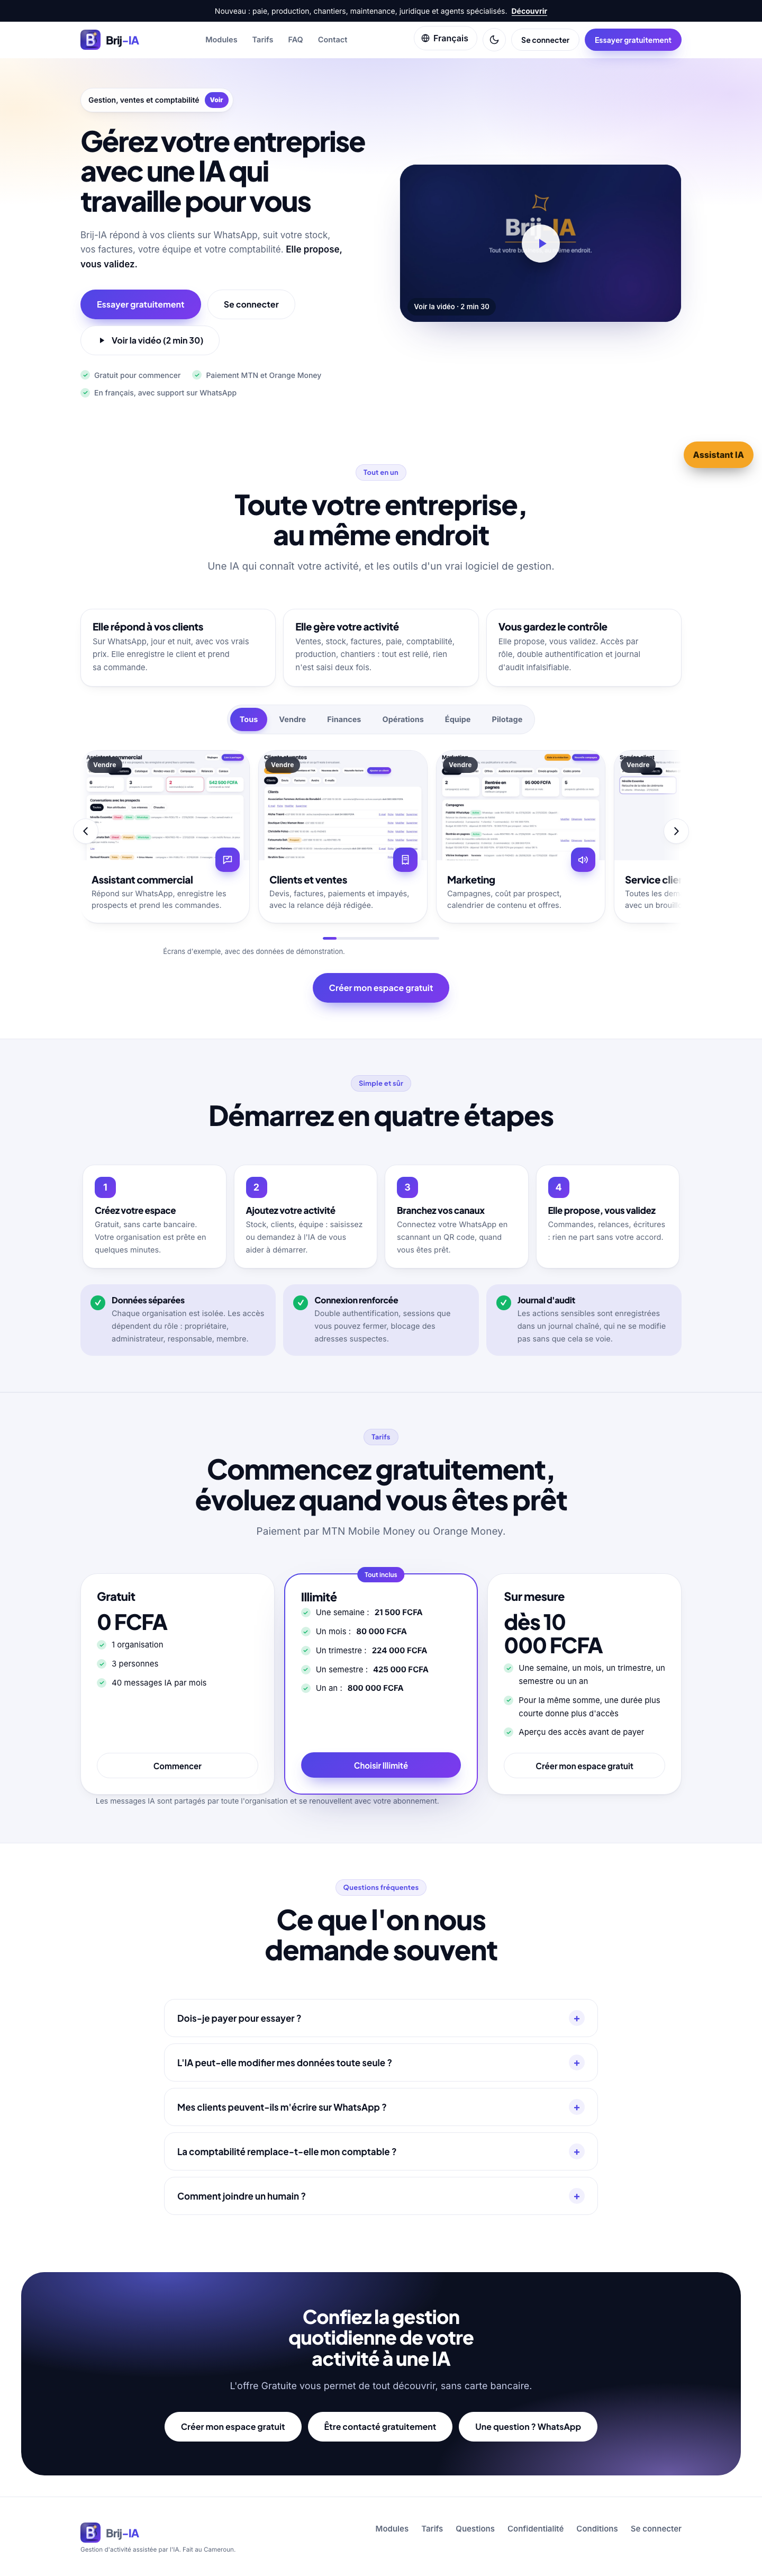 Nouveau : paie, production, chantiers, maintenance, juridique et agents spécialisés. Découvrir
Brij-IA
Modules Tarifs FAQ Contact
Français
Se connecter
Essayer gratuitement
Gestion, ventes et comptabilité Voir
Gérez votre entreprise
avec une IA qui
travaille pour vous
Brij-IA répond à vos clients sur WhatsApp, suit votre stock,
vos factures, votre équipe et votre comptabilité. Elle propose,
vous validez.
Essayer gratuitement
Se connecter
Voir la vidéo (2 min 30)
Gratuit pour commencer
Paiement MTN et Orange Money
En français, avec support sur WhatsApp
Voir la vidéo · 2 min 30
Assistant IA
Tout en un
Toute votre entreprise,
au même endroit
Une IA qui connaît votre activité, et les outils d'un vrai logiciel de gestion.
Elle répond à vos clients
Sur WhatsApp, jour et nuit, avec vos vrais
prix. Elle enregistre le client et prend
sa commande.
Elle gère votre activité
Ventes, stock, factures, paie, comptabilité,
production, chantiers : tout est relié, rien
n'est saisi deux fois.
Vous gardez le contrôle
Elle propose, vous validez. Accès par
rôle, double authentification et journal
d'audit infalsifiable.
Tous Vendre Finances Opérations Équipe Pilotage
Vendre
Assistant commercial
Répond sur WhatsApp, enregistre les
prospects et prend les commandes.
Vendre
Clients et ventes
Devis, factures, paiements et impayés,
avec la relance déjà rédigée.
Vendre
Marketing
Campagnes, coût par prospect,
calendrier de contenu et offres.
Vendre
Service
Toutes les
avec un
Écrans d'exemple, avec des données de démonstration.
Créer mon espace gratuit
Simple et sûr
Démarrez en quatre étapes
1
Créez votre espace
Gratuit, sans carte bancaire.
Votre organisation est prête en
quelques minutes.
2
Ajoutez votre activité
Stock, clients, équipe : saisissez
ou demandez à l'IA de vous
aider à démarrer.
3
Branchez vos canaux
Connectez votre WhatsApp en
scannant un QR code, quand
vous êtes prêt.
4
Elle propose, vous validez
Commandes, relances, écritures
: rien ne part sans votre accord.
Données séparées
Chaque organisation est isolée. Les accès
dépendent du rôle : propriétaire,
administrateur, responsable, membre.
Connexion renforcée
Double authentification, sessions que
vous pouvez fermer, blocage des
adresses suspectes.
Journal d'audit
Les actions sensibles sont enregistrées
dans un journal chaîné, qui ne se modifie
pas sans que cela se voie.
Tarifs
Commencez gratuitement,
évoluez quand vous êtes prêt
Paiement par MTN Mobile Money ou Orange Money.
Gratuit
0 FCFA
1 organisation
3 personnes
40 messages IA par mois
Commencer
Tout inclus
Illimité
Une semaine : 21 500 FCFA
Un mois : 80 000 FCFA
Un trimestre : 224 000 FCFA
Un semestre : 425 000 FCFA
Un an : 800 000 FCFA
Choisir Illimité
Sur mesure
dès 10
000 FCFA
Une semaine, un mois, un trimestre, un
semestre ou un an
Pour la même somme, une durée plus
courte donne plus d'accès
Aperçu des accès avant de payer
Créer mon espace gratuit
Les messages IA sont partagés par toute l'organisation et se renouvellent avec votre abonnement.
Questions fréquentes
Ce que l'on nous
demande souvent
Dois-je payer pour essayer ?
L'IA peut-elle modifier mes données toute seule ?
Mes clients peuvent-ils m'écrire sur WhatsApp ?
La comptabilité remplace-t-elle mon comptable ?
Comment joindre un humain ?
Confiez la gestion
quotidienne de votre
activité à une IA
L'offre Gratuite vous permet de tout découvrir, sans carte bancaire.
Créer mon espace gratuit
Être contacté gratuitement
Une question ? WhatsApp
Brij-IA
Gestion d'activité assistée par l'IA. Fait au Cameroun.
Modules Tarifs Questions Confidentialité Conditions Se connecter